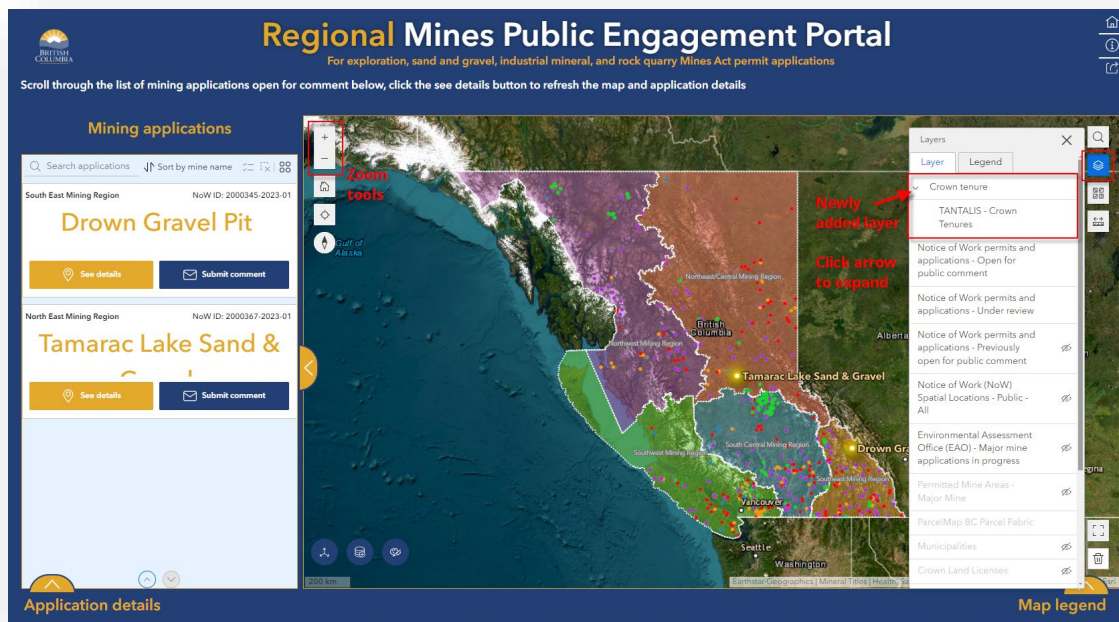 BRITISH
COLUMBIA
Regional Mines Public Engagement Portal
For exploration, sand and gravel, industrial mineral, and rock quarry Mines Act permit applications
Scroll through the list of mining applications open for comment below, click the see details button to refresh the map and application details
Mining applications
Search applications
Sort by mine name
South East Mining Region
NoW ID: 2000345-2023-01
Drown Gravel Pit
See details
Submit comment
North East Mining Region
NoW ID: 2000367-2023-01
Tamarac Lake Sand &
See details
Submit comment
Application details
+
−
Zoom
tools
Gulf of
Alaska
Northeast/Central Mining Region
British
Columbia
Northwest Mining Region
Alberta
Tamarac Lake Sand & Gravel
South Central Mining Region
Southwest Mining Region
Drown Gra
Southeast Mining Region
Vancouver
Seattle
Washington
200 km
Earthstar Geographics | Mineral Titles | Health, Sa
Esri
egina
Newly
added layer
Click arrow
to expand
Layers
Layer
Legend
Crown tenure
TANTALIS - Crown
Tenures
Notice of Work permits and
applications - Open for
public comment
Notice of Work permits and
applications - Under review
Notice of Work permits and
applications - Previously
open for public comment
Notice of Work (NoW)
Spatial Locations - Public -
All
Environmental Assessment
Office (EAO) - Major mine
applications in progress
Permitted Mine Areas -
Major Mine
ParcelMap BC Parcel Fabric
Municipalities
Crown Land Licenses
Map legend